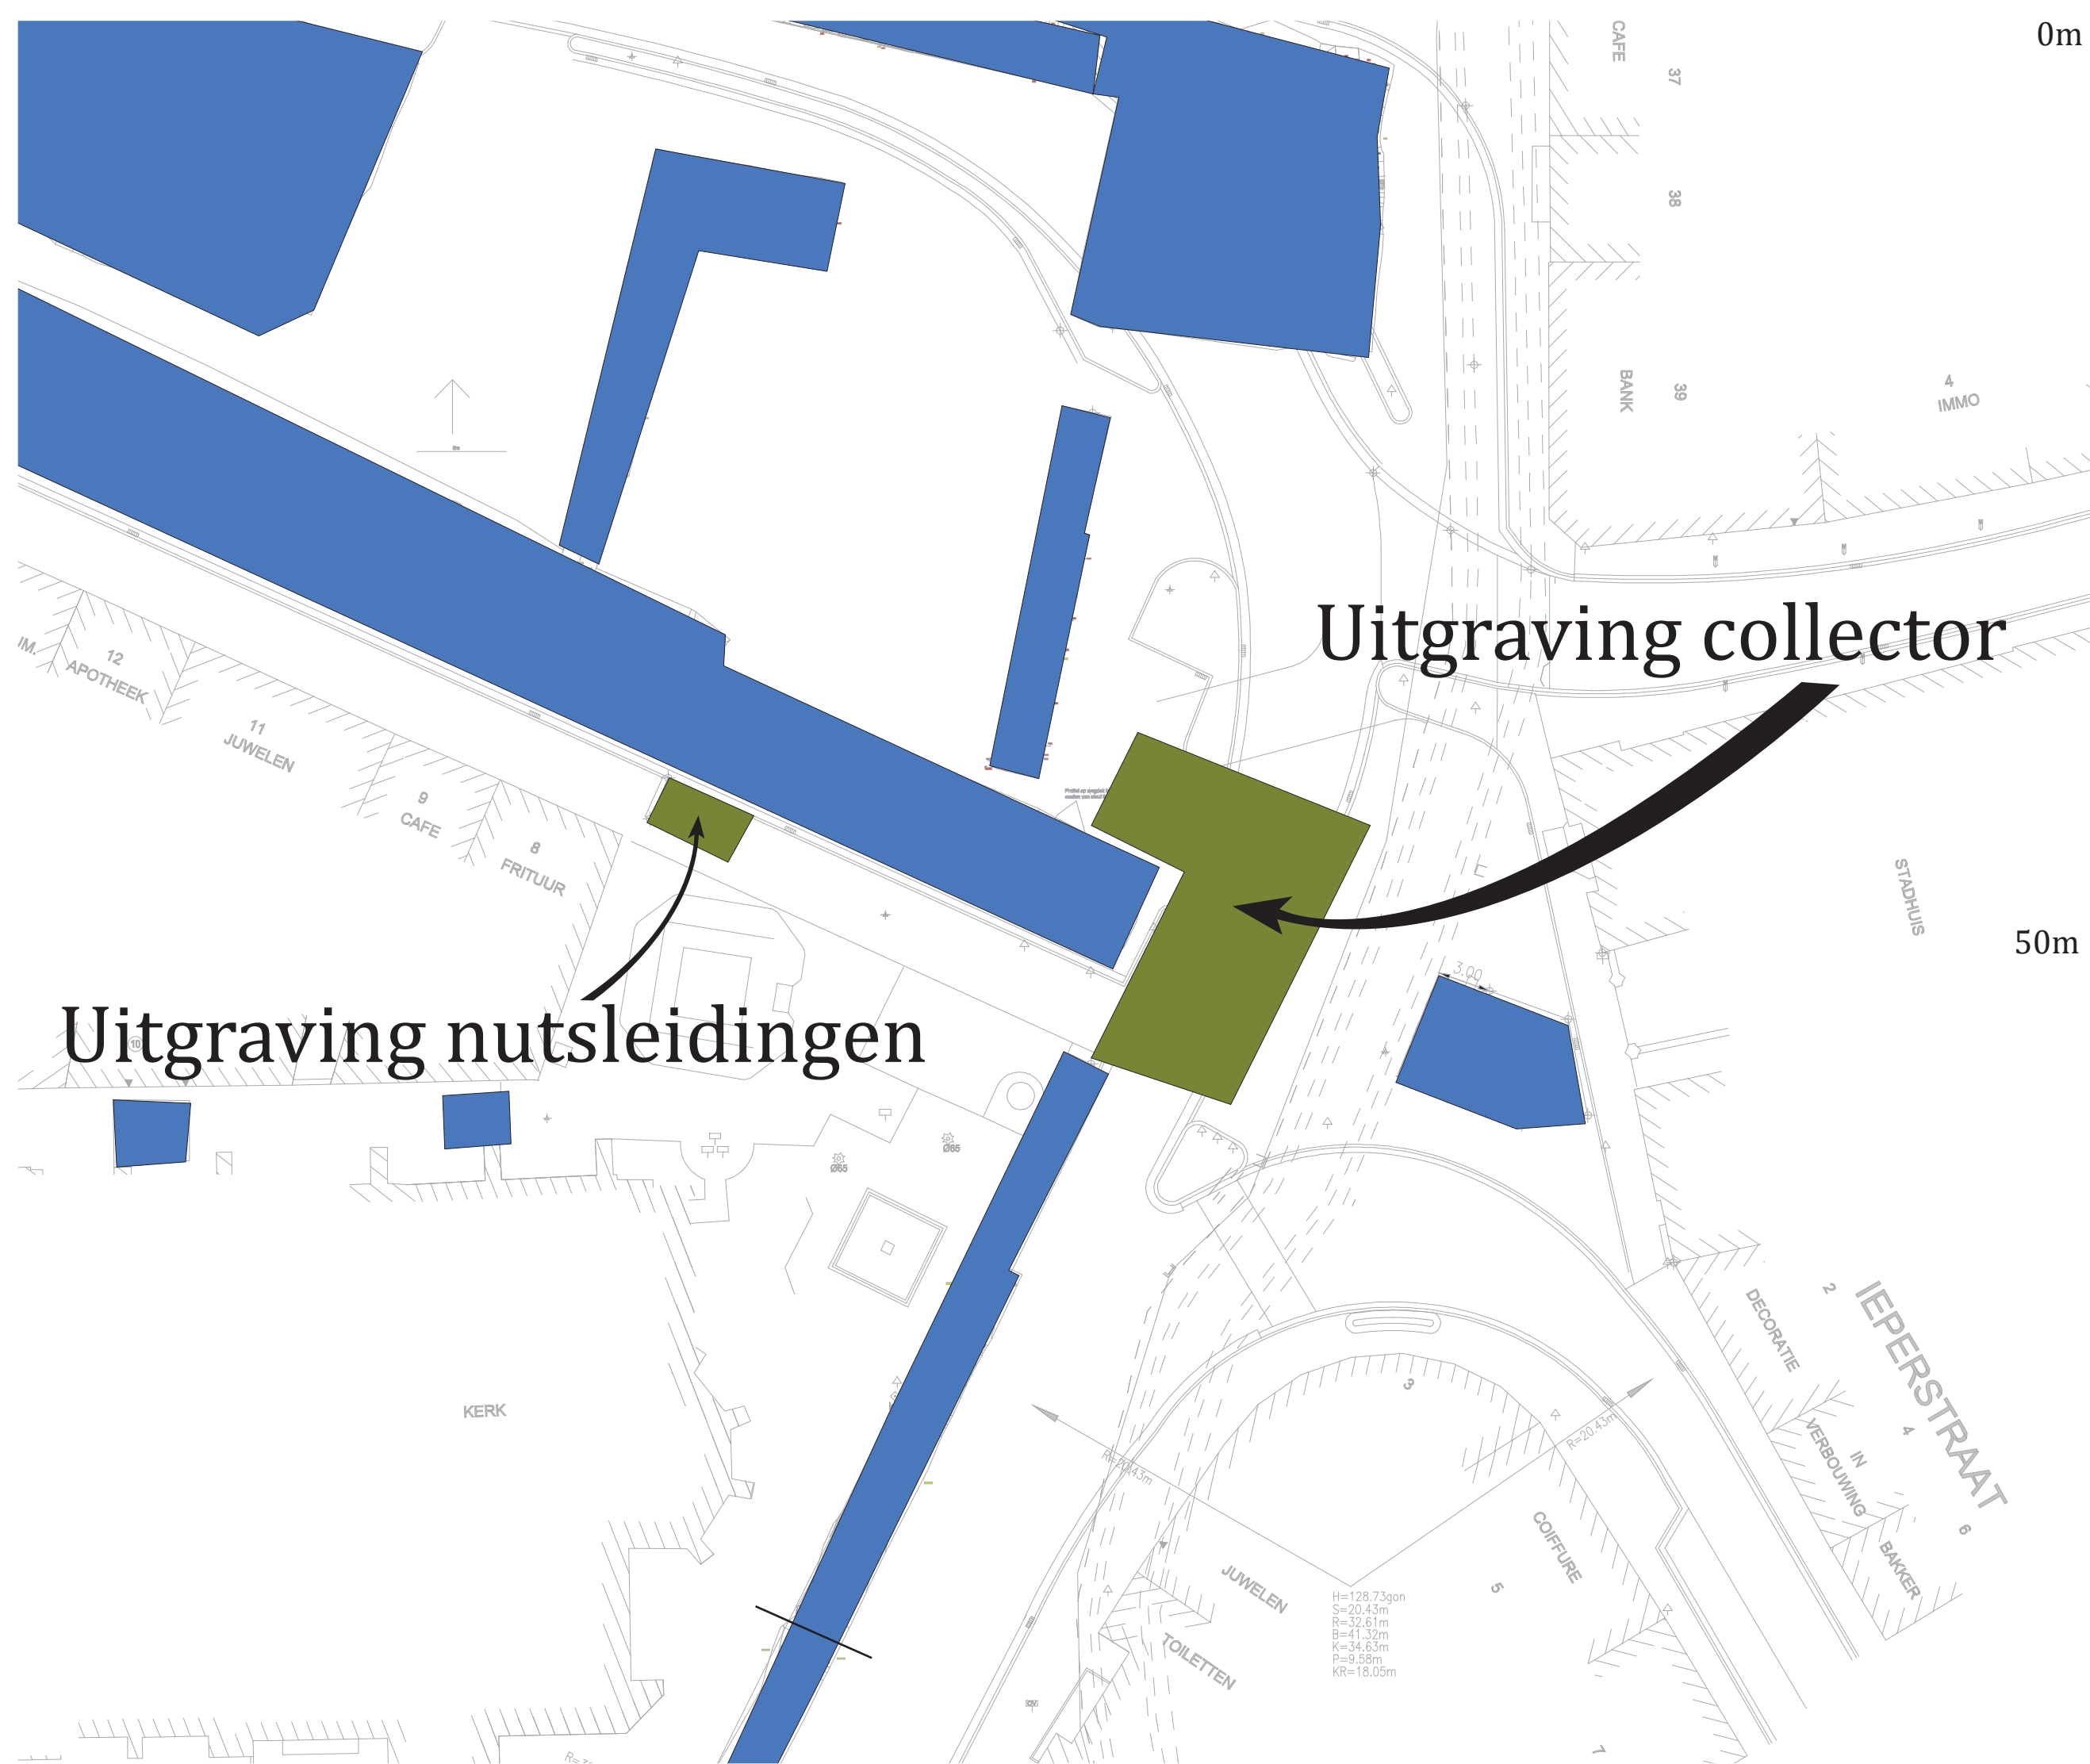 0m
CAFE
37
38
BANK
39
4
IMMO
Uitgraving collector
IM.
12
APOTHEEK
11
JUWELEN
9
CAFE
8
FRITUUR
STADHUIS
50m
3.00
Uitgraving nutsleidingen
10
Ø65
Ø65
KERK
2
IEPERSTRAAT
DECORATIE
4
IN
VERBOUWING
6
BAKKER
3
R=20.43m
R=20.43m
COIFFURE
5
JUWELEN
TOILETTEN
H=128.73gon
S=20.43m
R=32.61m
B=41.32m
K=34.63m
P=9.58m
KR=18.05m
7